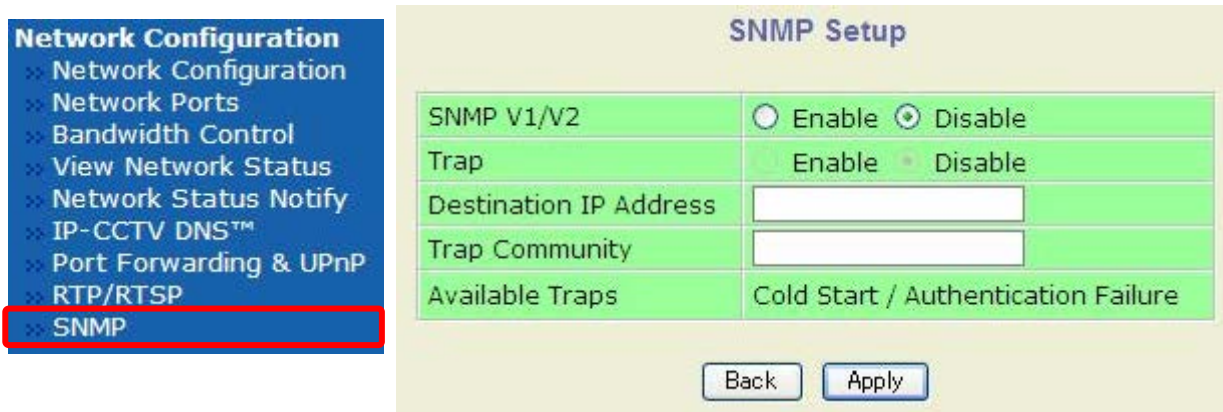 Network Configuration
Network Configuration
Network Ports
Bandwidth Control
View Network Status
Network Status Notify
IP-CCTV DNS™
Port Forwarding & UPnP
RTP/RTSP
SNMP
SNMP Setup
SNMP V1/V2 Enable Disable
Trap Enable Disable
Destination IP Address
Trap Community
Available Traps Cold Start / Authentication Failure
Back Apply